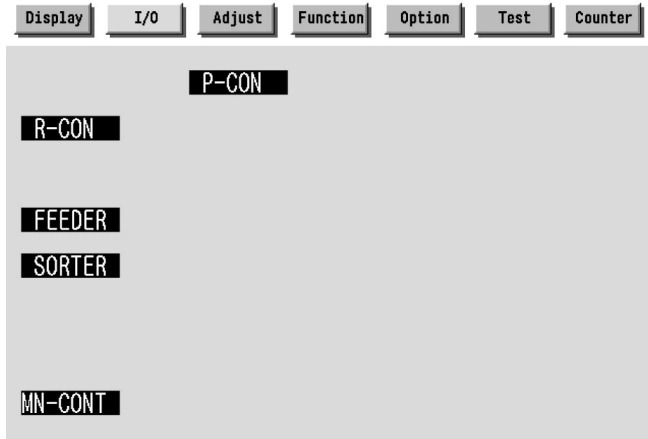 Display I/O Adjust Function Option Test Counter
P-CON
R-CON
FEEDER
SORTER
MN-CONT